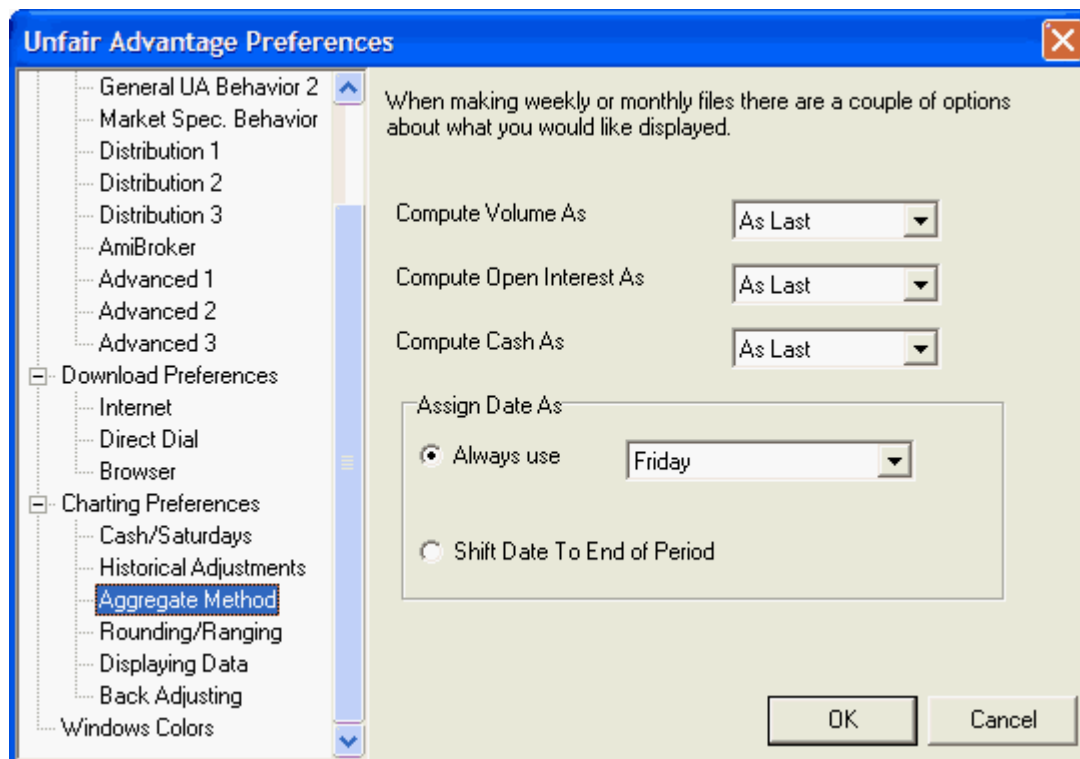 Unfair Advantage Preferences
General UA Behavior 2
Market Spec. Behavior
Distribution 1
Distribution 2
Distribution 3
AmiBroker
Advanced 1
Advanced 2
Advanced 3
Download Preferences
Internet
Direct Dial
Browser
Charting Preferences
Cash/Saturdays
Historical Adjustments
Aggregate Method
Rounding/Ranging
Displaying Data
Back Adjusting
Windows Colors
When making weekly or monthly files there are a couple of options
about what you would like displayed.
Compute Volume As
As Last
Compute Open Interest As
As Last
Compute Cash As
As Last
Assign Date As
Always use
Friday
Shift Date To End of Period
OK
Cancel